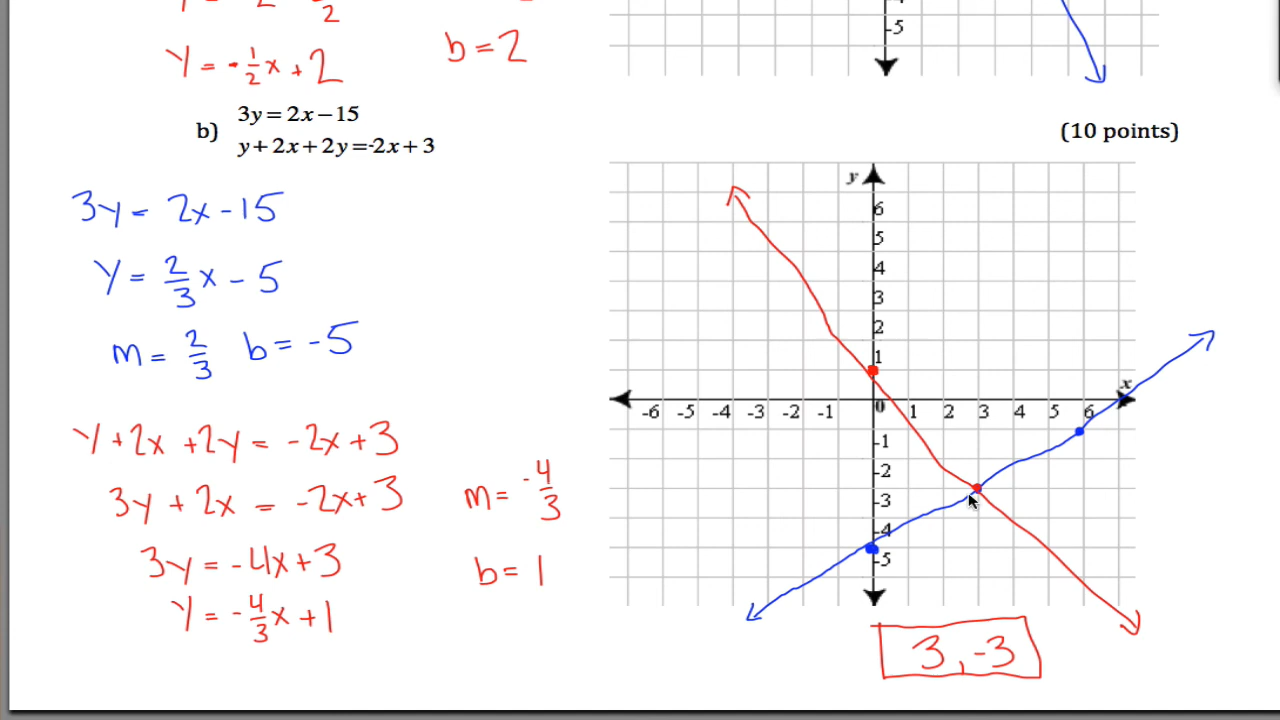 y = -1/2 x + 2
b = 2
-5
b) 3y = 2x – 15
y + 2x + 2y = -2x + 3
(10 points)
3y = 2x - 15
y = 2/3 x - 5
m = 2/3 b = -5
y + 2x + 2y = -2x + 3
3y + 2x = -2x + 3
3y = -4x + 3
y = -4/3 x + 1
m = -4/3
b = 1
y
6
5
4
3
2
1
x
-6 -5 -4 -3 -2 -1 0 1 2 3 4 5 6
-1
-2
-3
-4
-5
3, -3